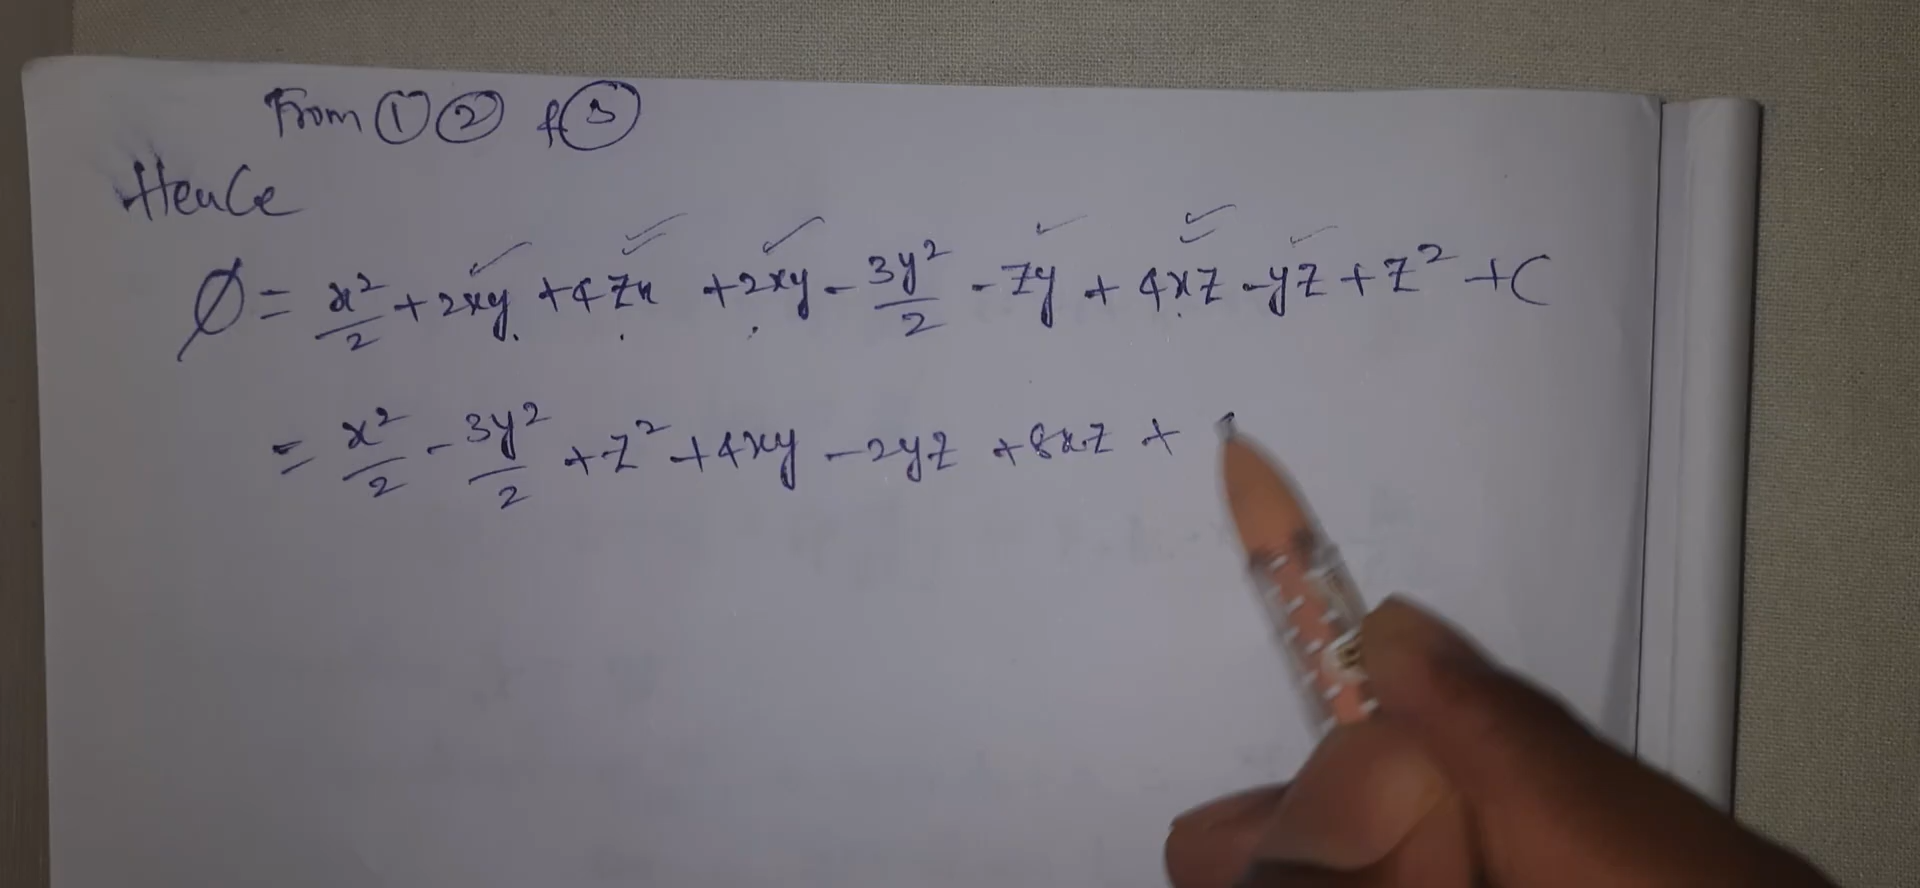 From ① ② & ③
Hence
∅ = x²/2 + 2xy + 4zx + 2xy - 3y²/2 - zy + 4xz - yz + z² + C
= x²/2 - 3y²/2 + z² + 4xy - 2yz + 8xz +